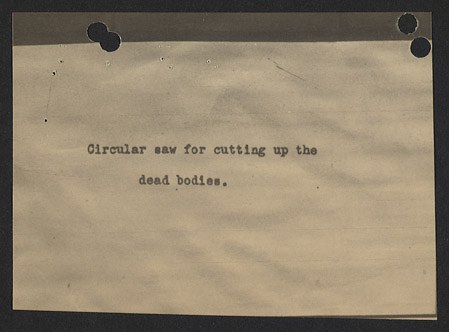 Circular saw for cutting up the
dead bodies.